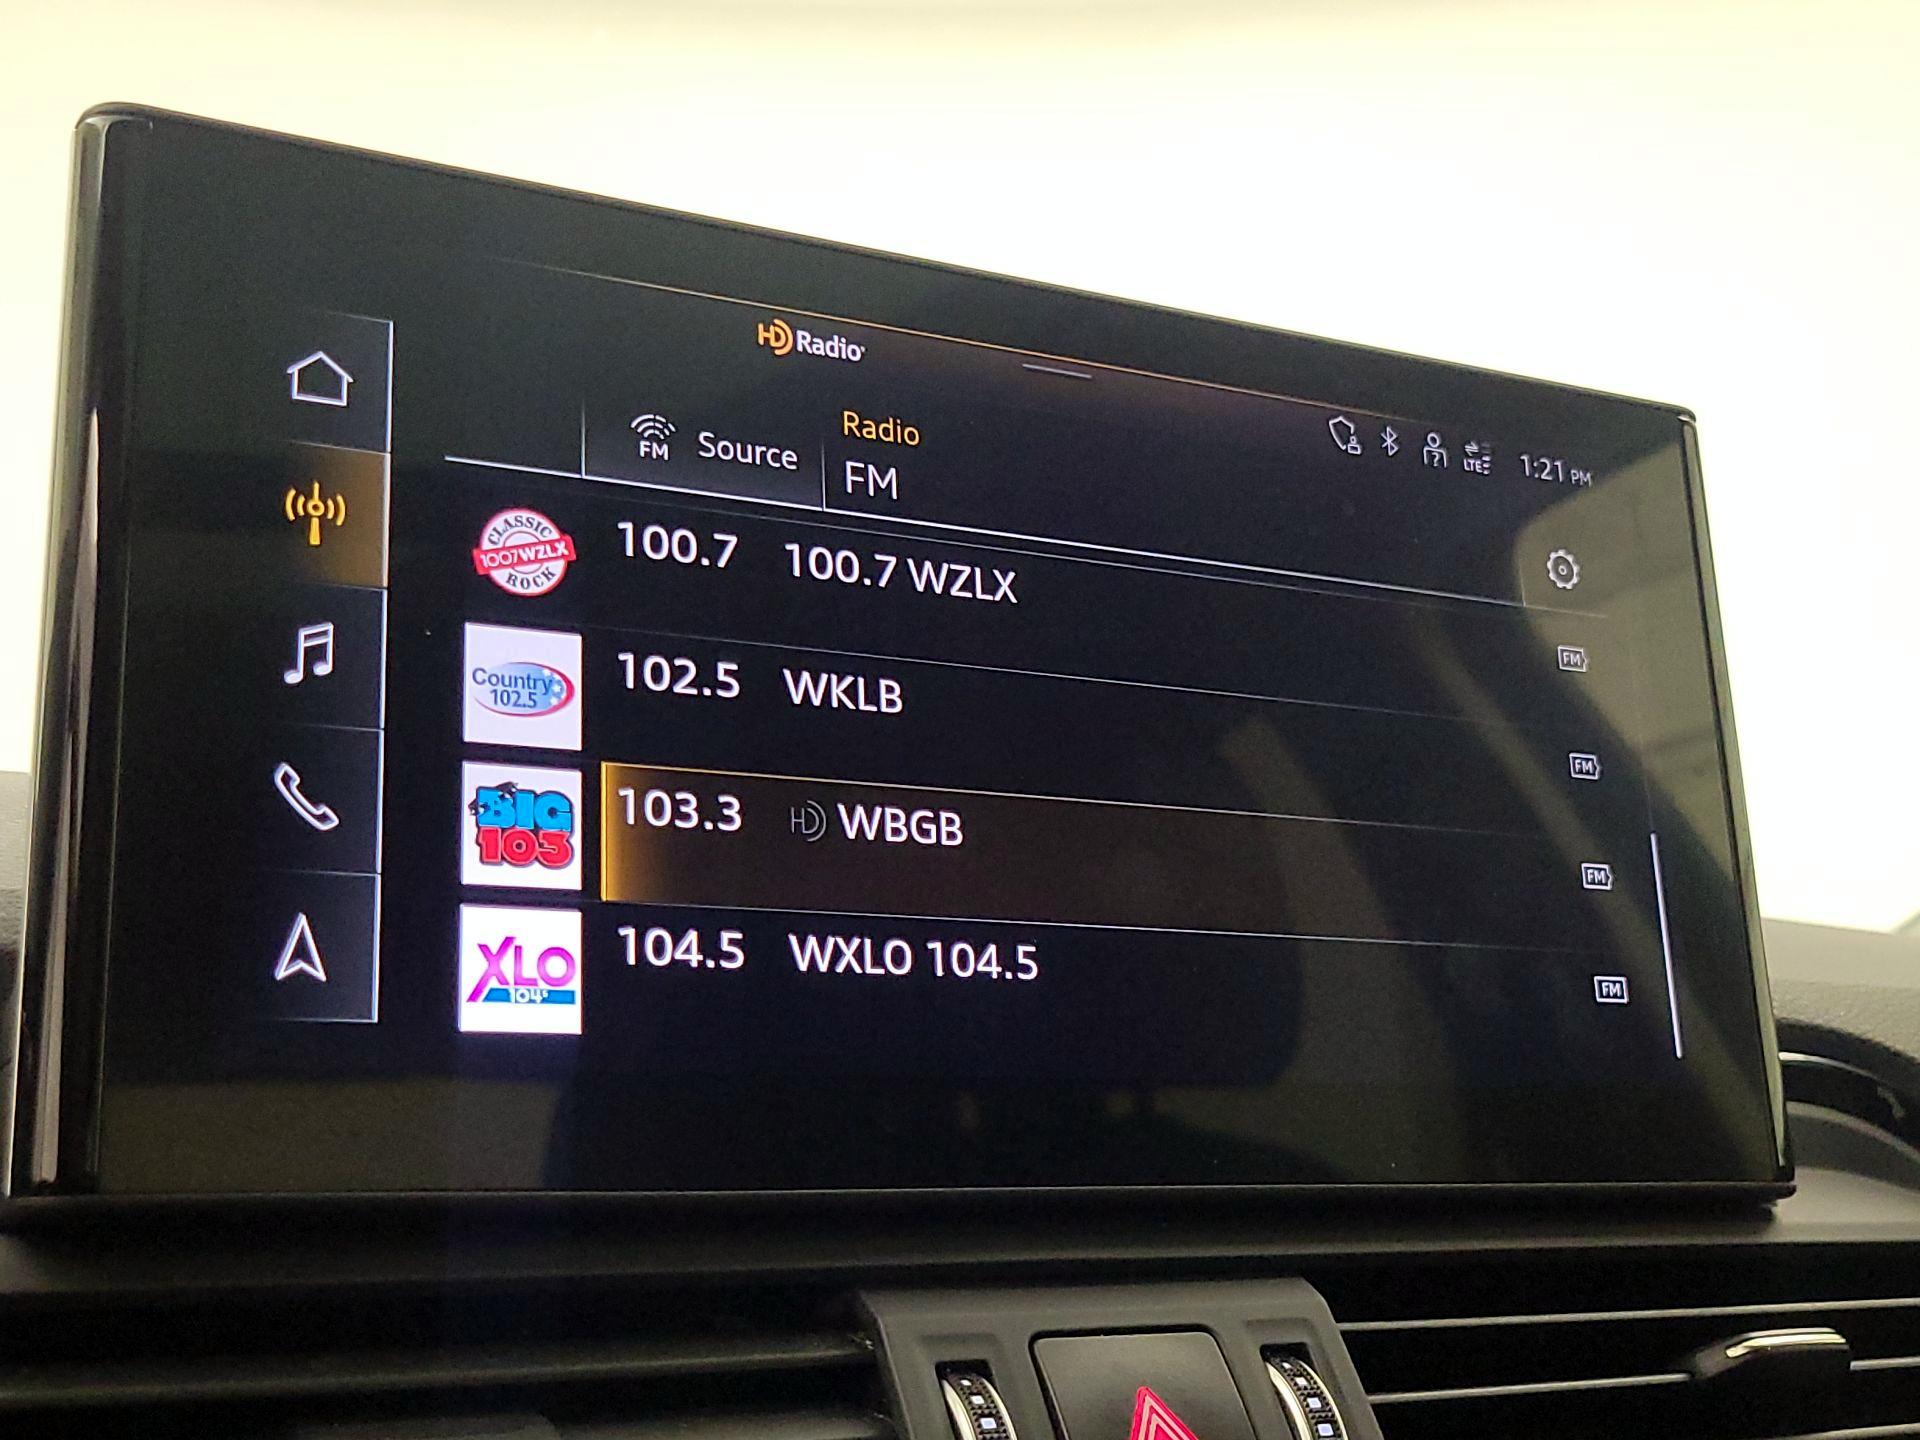 HD Radio
FM Source
Radio
FM
LTE
1:21 PM
CLASSIC
100.7 WZLX
ROCK
100.7 100.7 WZLX
FM
Country
102.5
102.5 WKLB
FM
BIG
103
103.3 HD WBGB
FM
XLO
104.5
104.5 WXLO 104.5
FM